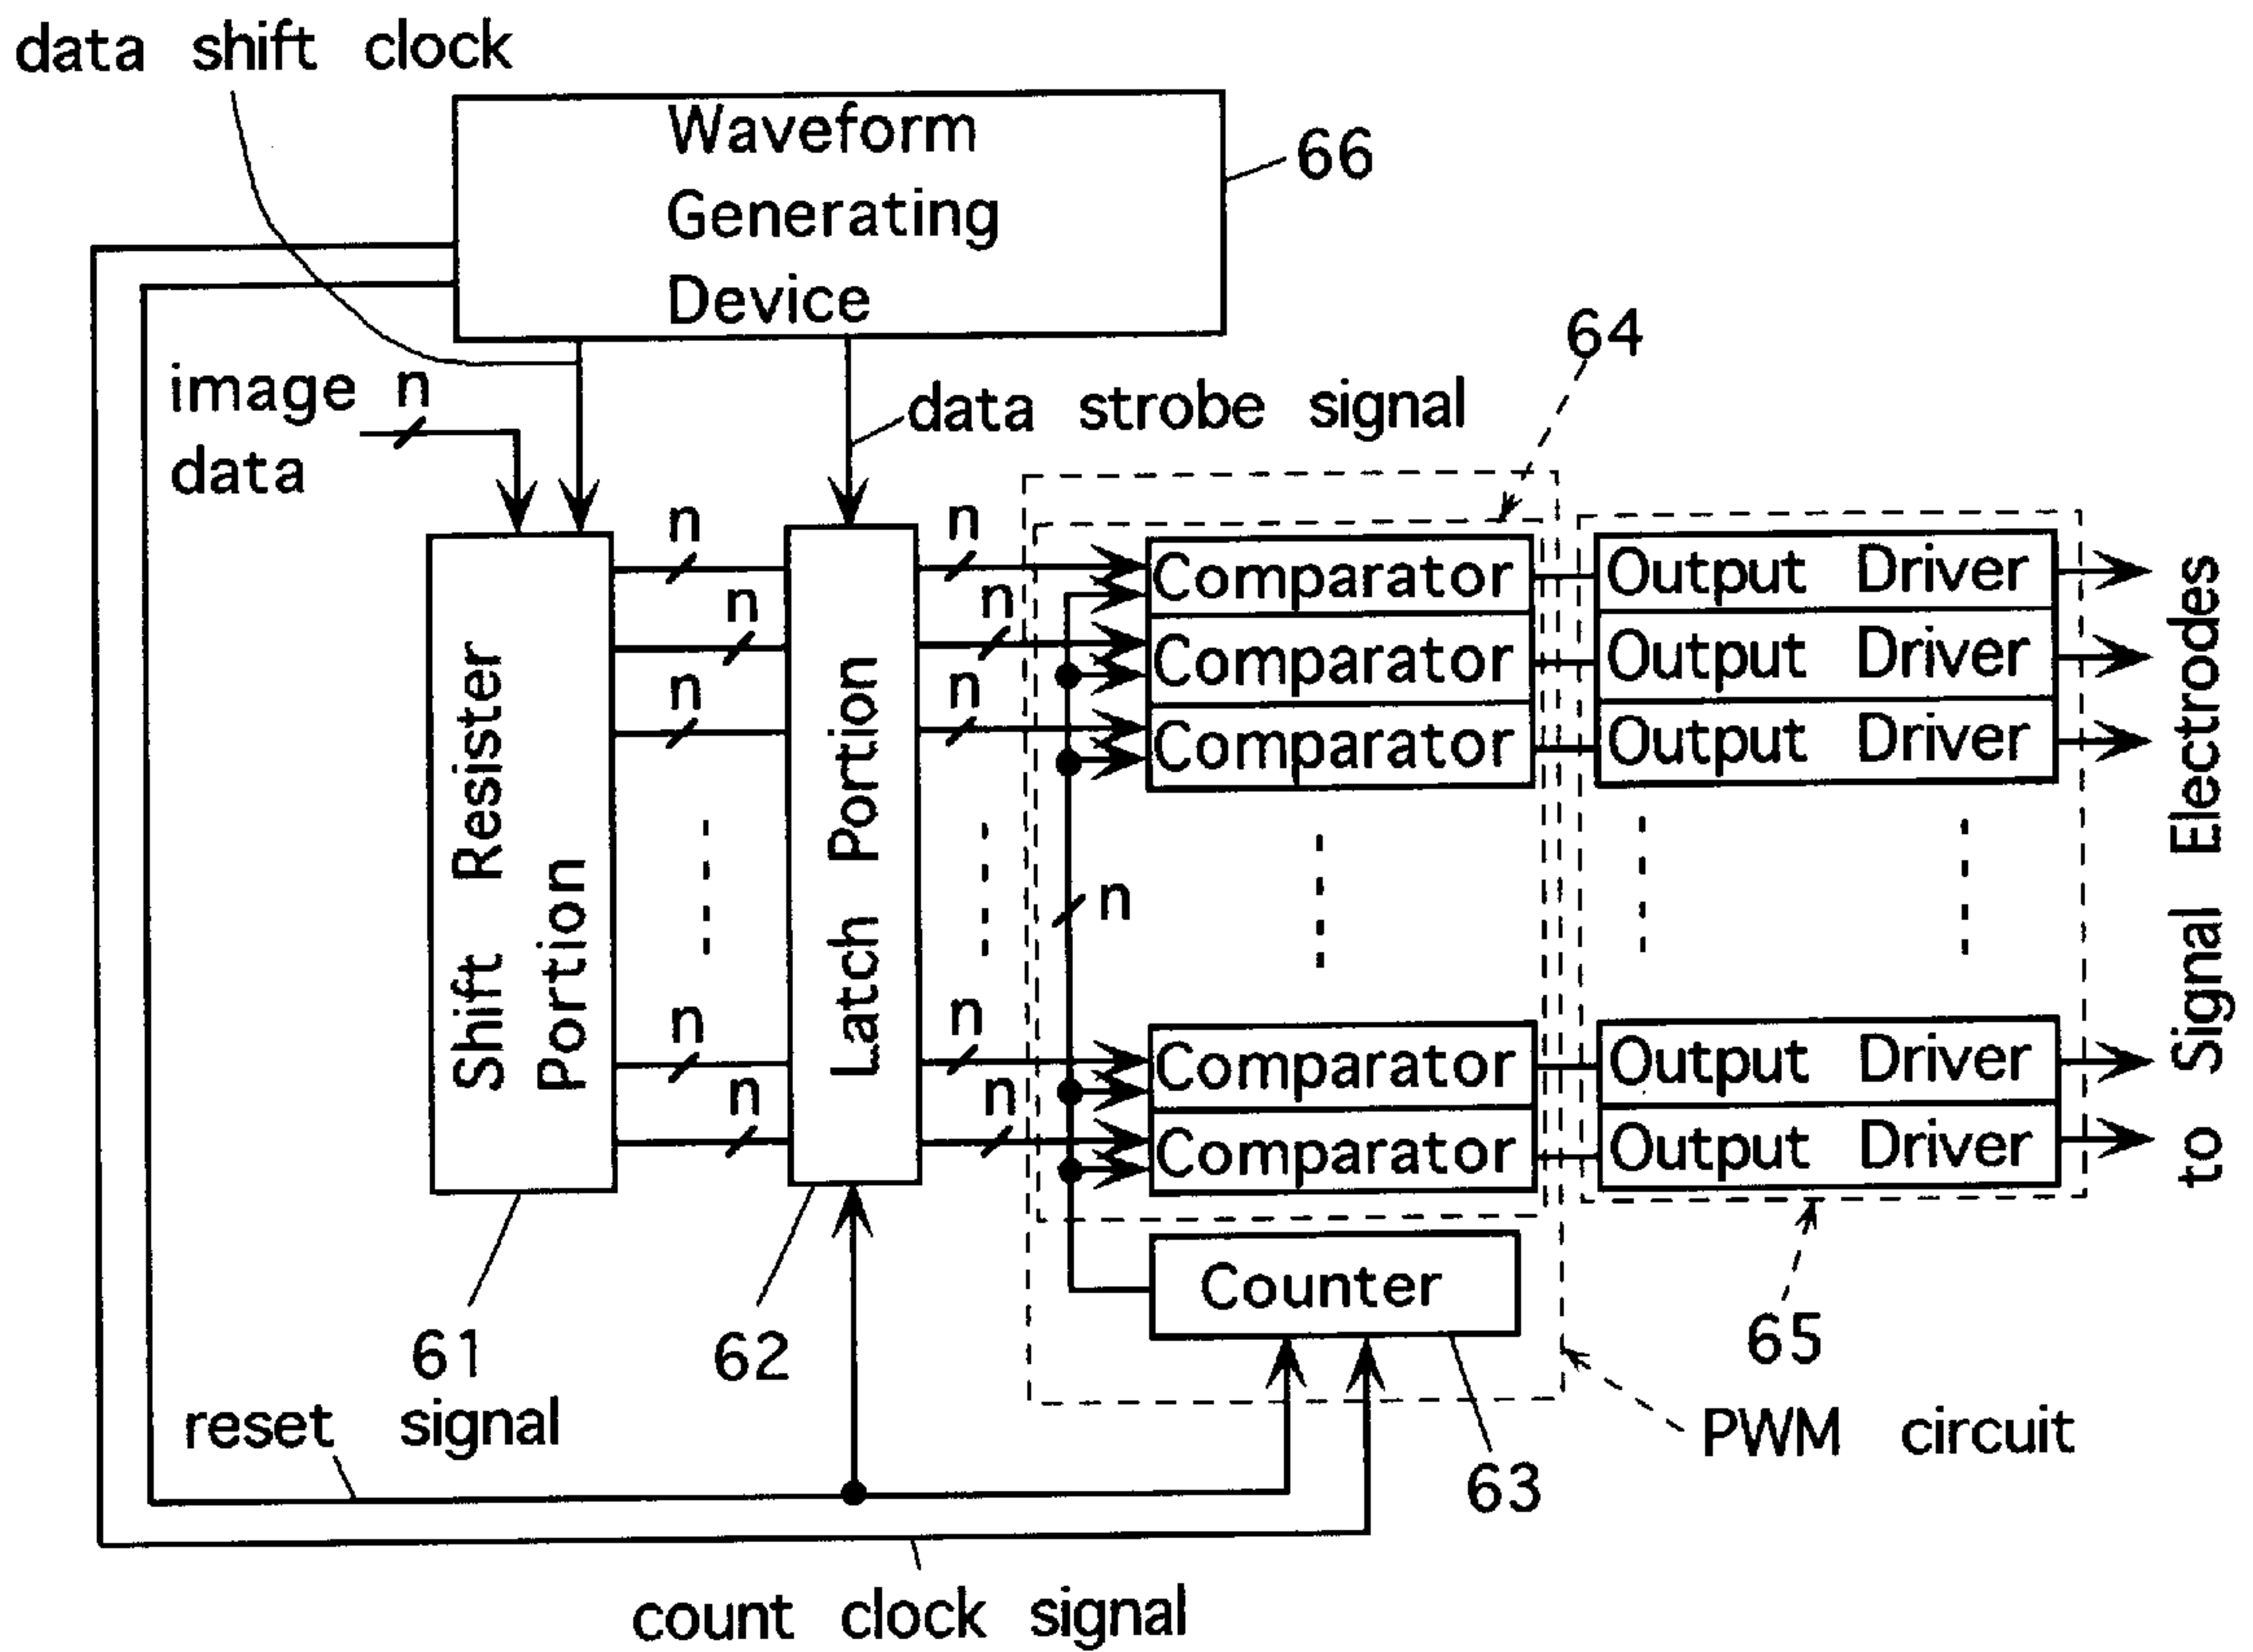 data shift clock
Waveform
Generating
Device
66
image n
data
data strobe signal
64
n
n
n
n
n
n
n
n
n
n
n
Shift Resister
Portion
Latch Portion
Comparator
Comparator
Comparator
Comparator
Comparator
Output Driver
Output Driver
Output Driver
Output Driver
Output Driver
to Signal Electrodes
Counter
61
62
63
65
reset signal
PWM circuit
count clock signal